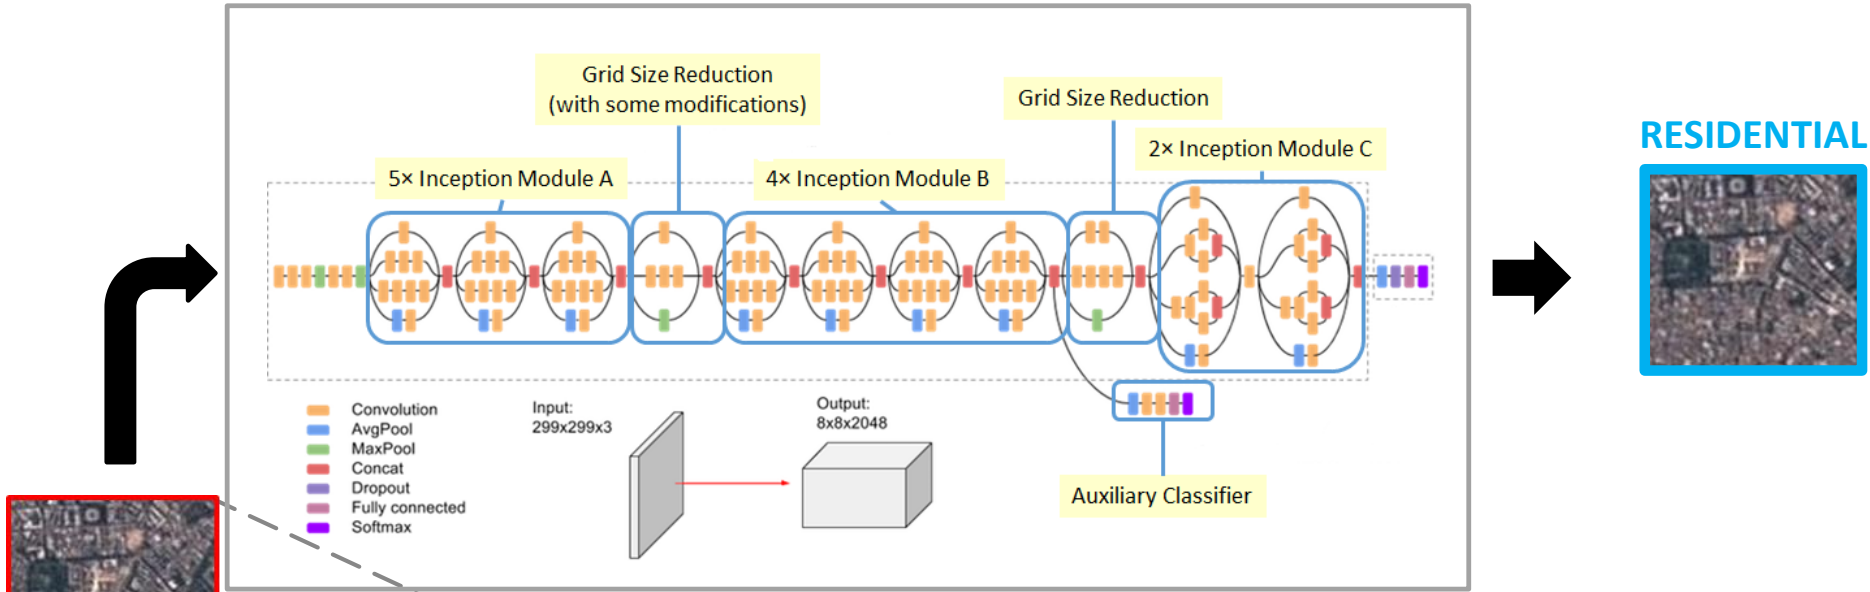 Grid Size Reduction
(with some modifications)
Grid Size Reduction
RESIDENTIAL
2× Inception Module C
5× Inception Module A
4× Inception Module B
Convolution
AvgPool
MaxPool
Concat
Dropout
Fully connected
Softmax
Input:
299x299x3
Output:
8x8x2048
Auxiliary Classifier